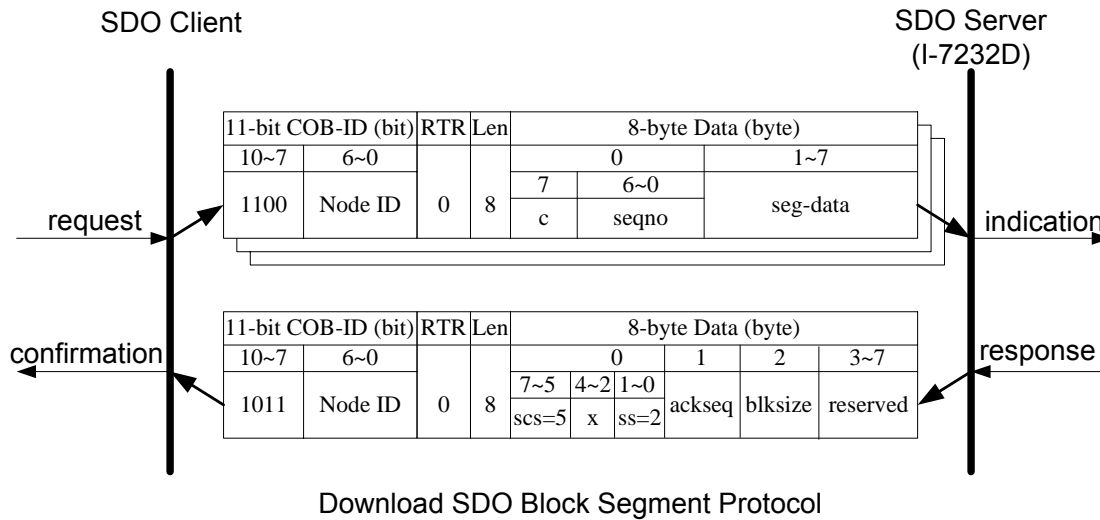 SDO Client
SDO Server
(I-7232D)
11-bit COB-ID (bit) RTR Len 8-byte Data (byte)
10~7 6~0 0 1~7
7 6~0
1100 Node ID 0 8 seg-data
c seqno
request
indication
11-bit COB-ID (bit) RTR Len 8-byte Data (byte)
10~7 6~0 0 1 2 3~7
confirmation
response
7~5 4~2 1~0
1011 Node ID 0 8 ackseq blksize reserved
scs=5 x ss=2
Download SDO Block Segment Protocol